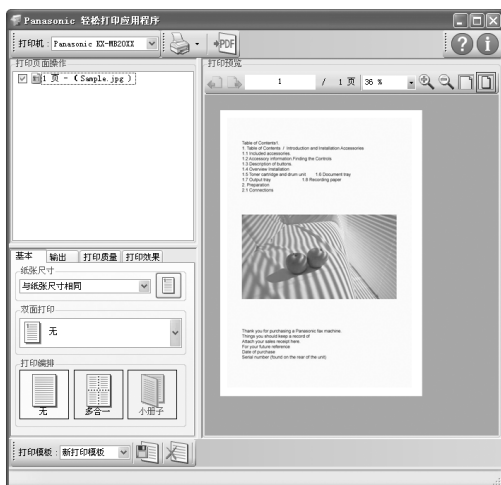 Panasonic 轻松打印应用程序
打印机 : Panasonic KX-MB20XX
PDF
打印页面操作
1 页 - ( Sample.jpg )
打印预览
1 / 1 页 36 %
Table of Contents1.
1. Table of Contents. / Introduction and Installation Accessories
1.1 Included accessories.
1.2 Accessory information Finding the Controls
1.3 Description of buttons.
1.4 Overview Installation
1.5 Toner cartridge and drum unit 1.6 Document tray
1.7 Output tray 1.8 Recording paper
2. Preparation
2.1 Connections
Thank you for purchasing a Panasonic fax machine.
Things you should keep a record of
Attach your sales receipt here.
For your future reference
Date of purchase
Serial number (found on the rear of the unit)
基本 输出 打印质量 打印效果
纸张尺寸
与纸张尺寸相同
双面打印
无
打印编排
无 多合一 小册子
打印模板 : 新打印模板